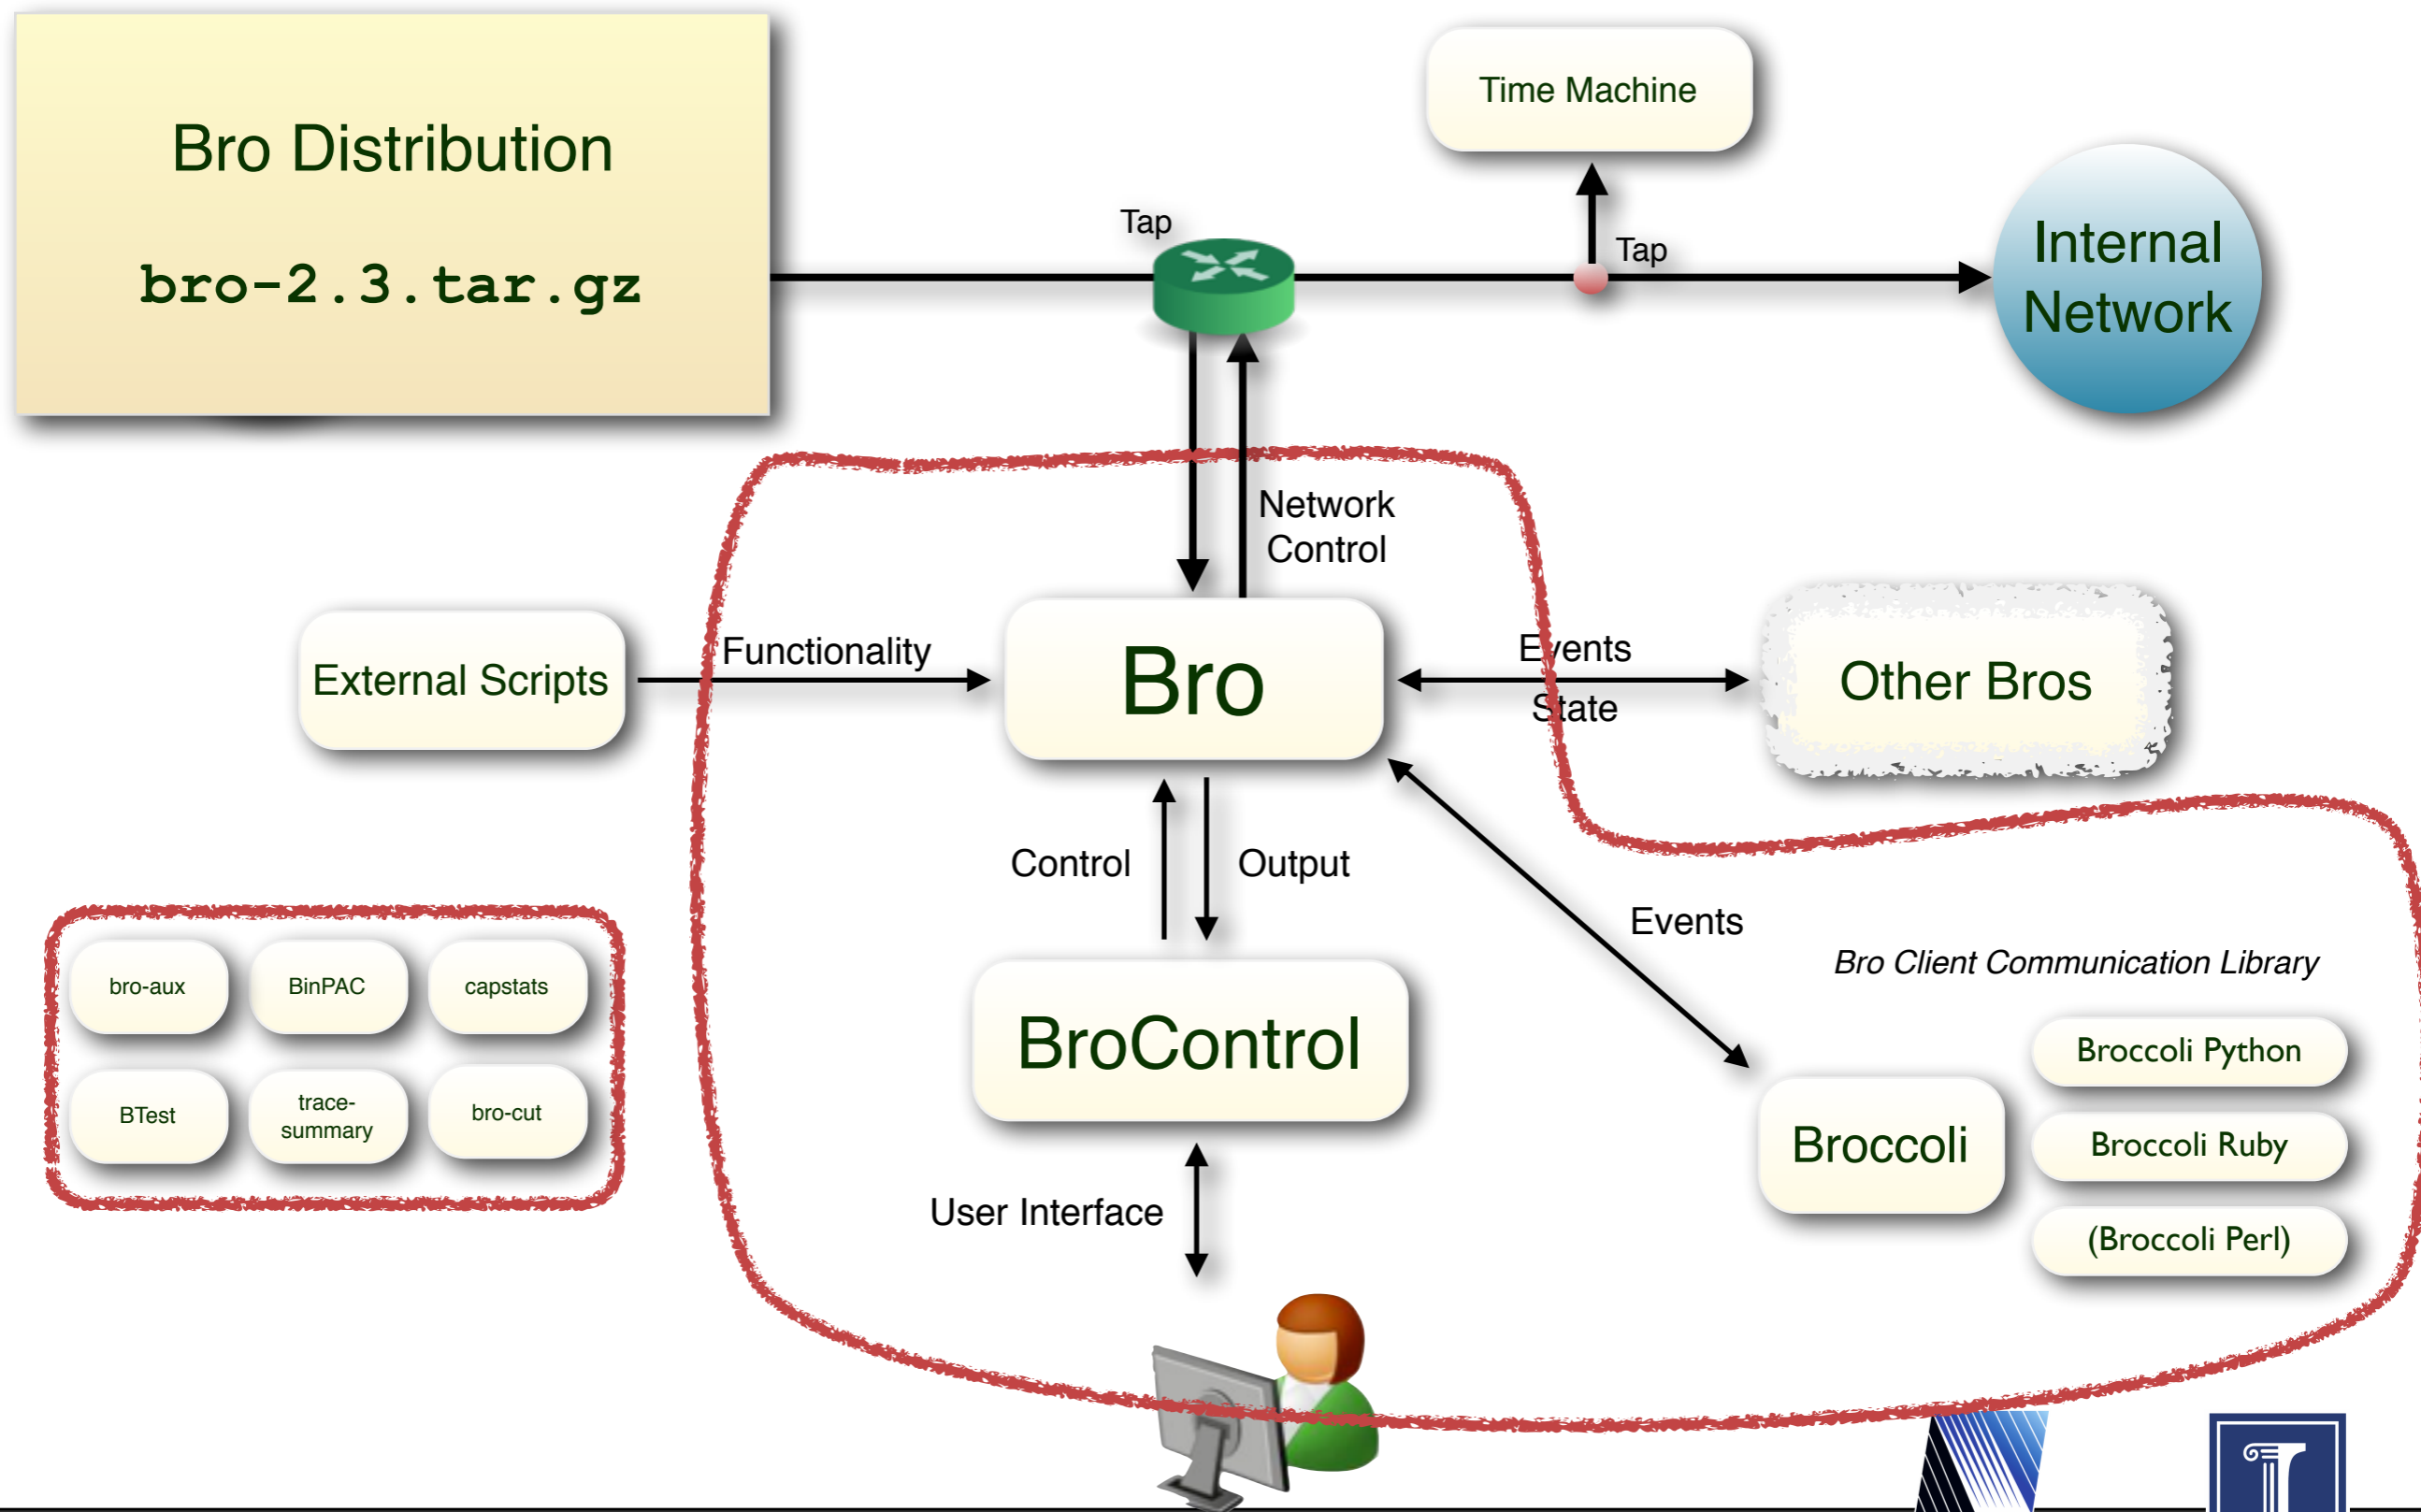 Bro Distribution
bro-2.3.tar.gz
Time Machine
Tap
Tap
Internal
Network
Network
Control
External Scripts
Functionality
Bro
Events
State
Other Bros
Control
Output
Events
bro-aux
BinPAC
capstats
BTest
trace-
summary
bro-cut
BroControl
Bro Client Communication Library
Broccoli
Broccoli Python
Broccoli Ruby
(Broccoli Perl)
User Interface